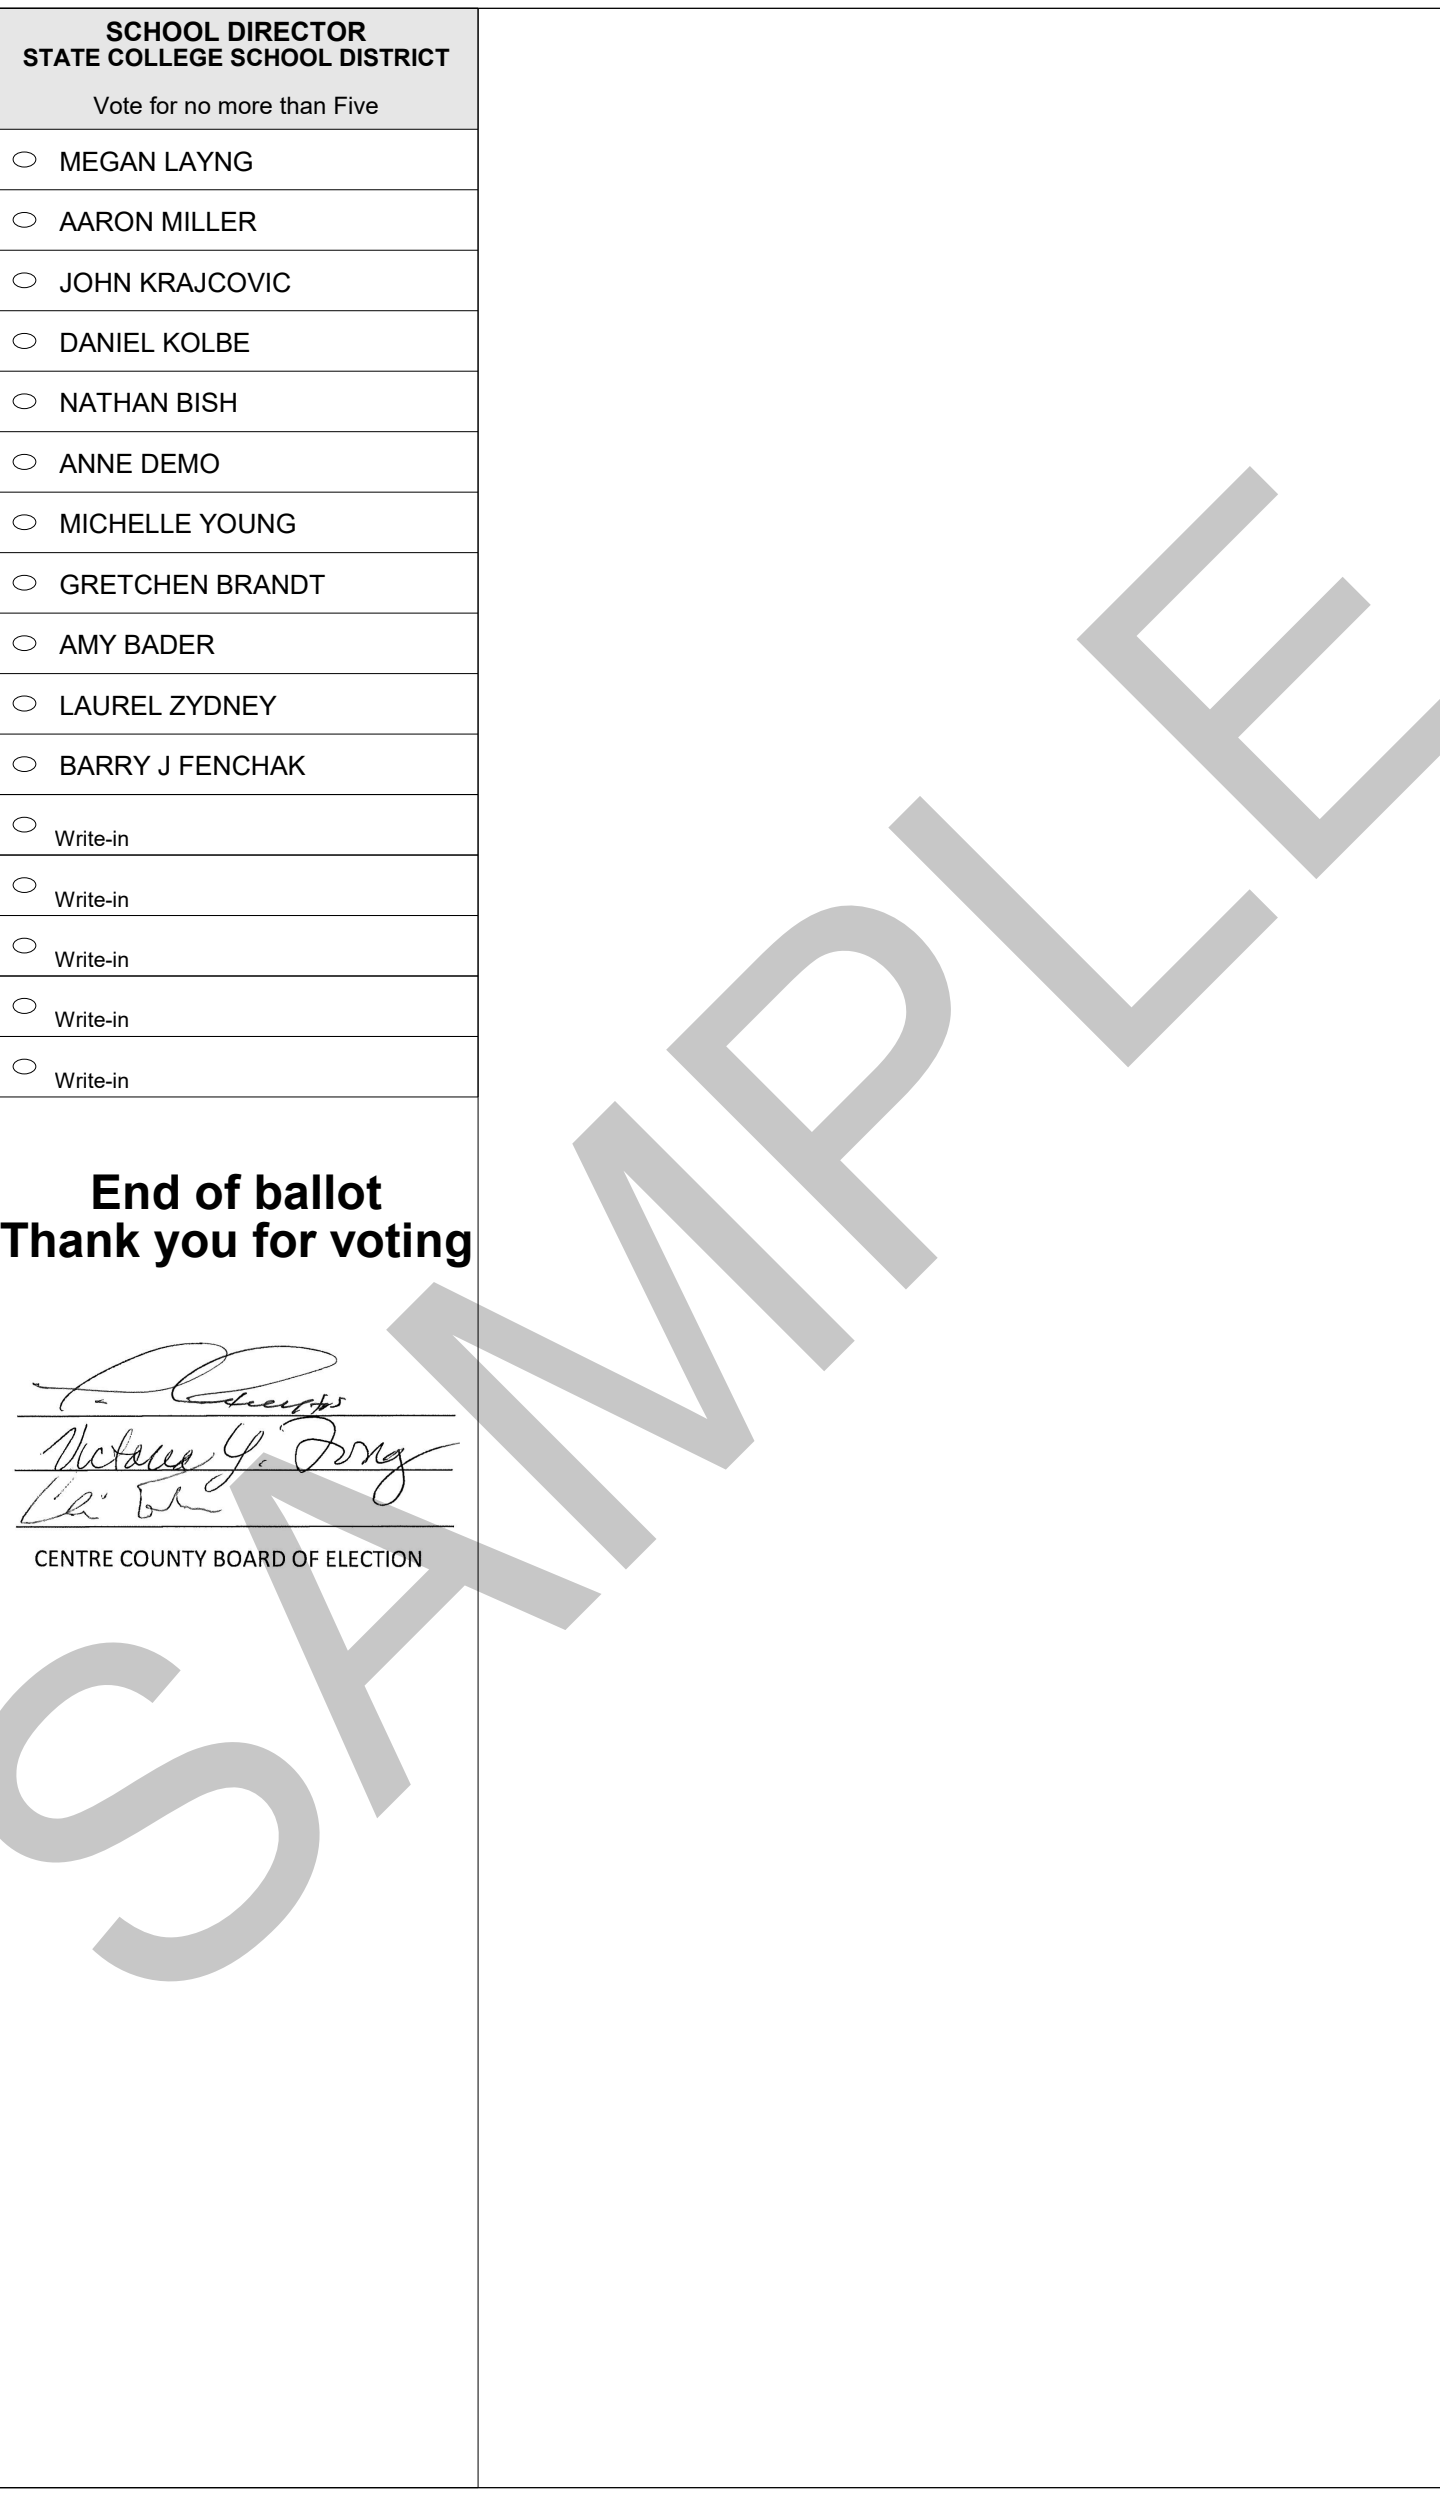 SCHOOL DIRECTOR
STATE COLLEGE SCHOOL DISTRICT
Vote for no more than Five
MEGAN LAYNG
AARON MILLER
JOHN KRAJCOVIC
DANIEL KOLBE
NATHAN BISH
ANNE DEMO
MICHELLE YOUNG
GRETCHEN BRANDT
AMY BADER
LAUREL ZYDNEY
BARRY J FENCHAK
Write-in
Write-in
Write-in
Write-in
Write-in
End of ballot
Thank you for voting
CENTRE COUNTY BOARD OF ELECTION
SAMPLE